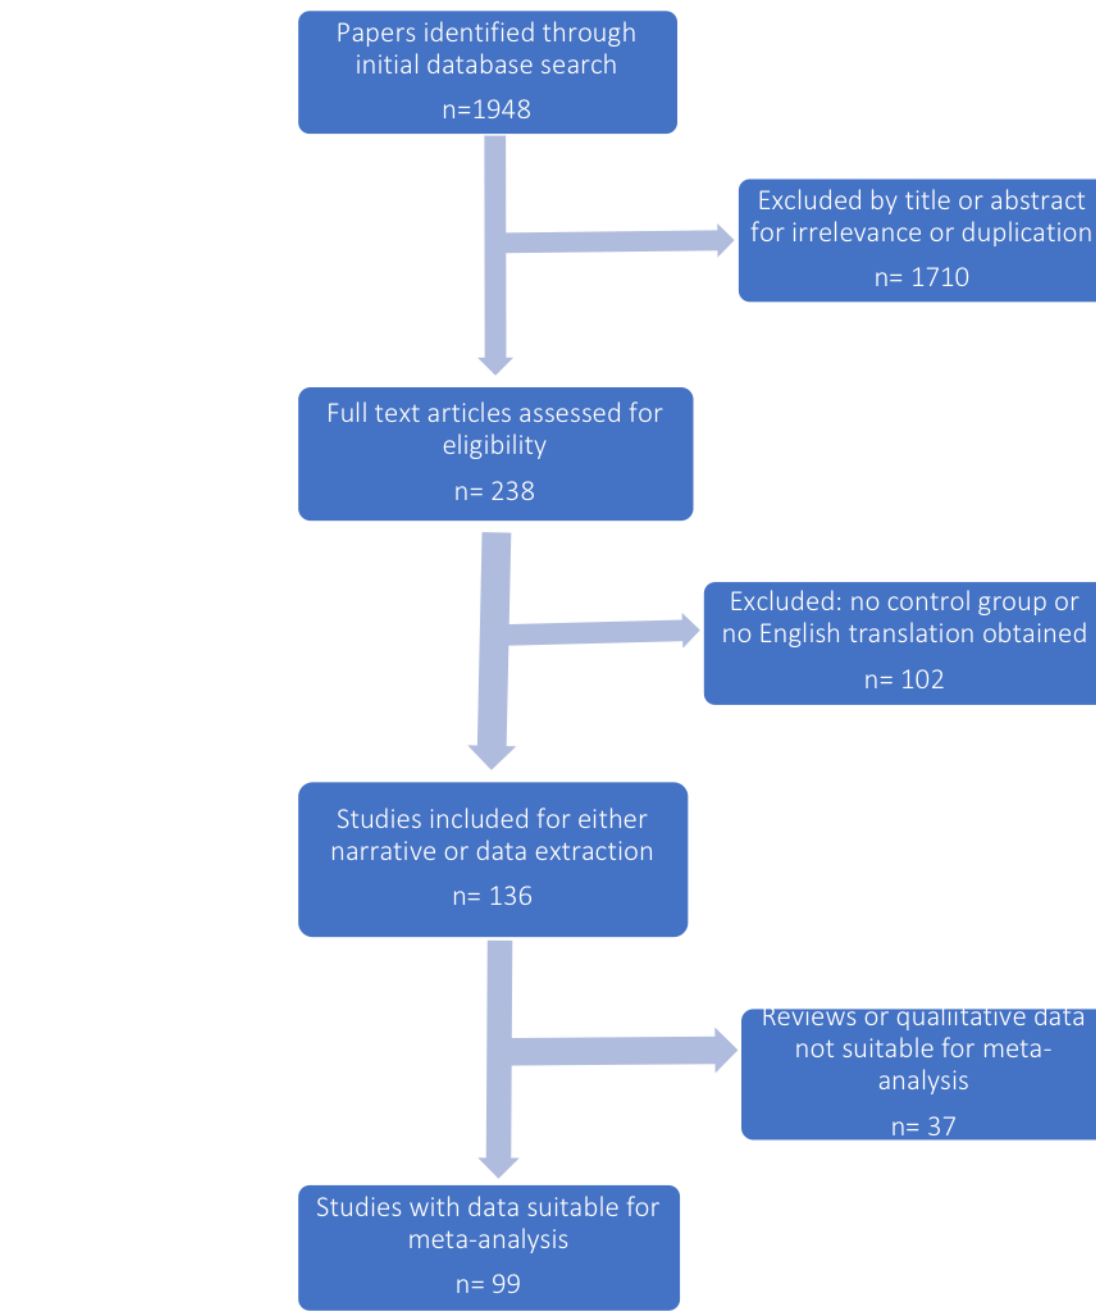 Papers identified through
initial database search
n=1948
Excluded by title or abstract
for irrelevance or duplication
n= 1710
Full text articles assessed for
eligibility
n= 238
Excluded: no control group or
no English translation obtained
n= 102
Studies included for either
narrative or data extraction
n= 136
Reviews or qualiitative data
not suitable for meta-
analysis
n= 37
Studies with data suitable for
meta-analysis
n= 99